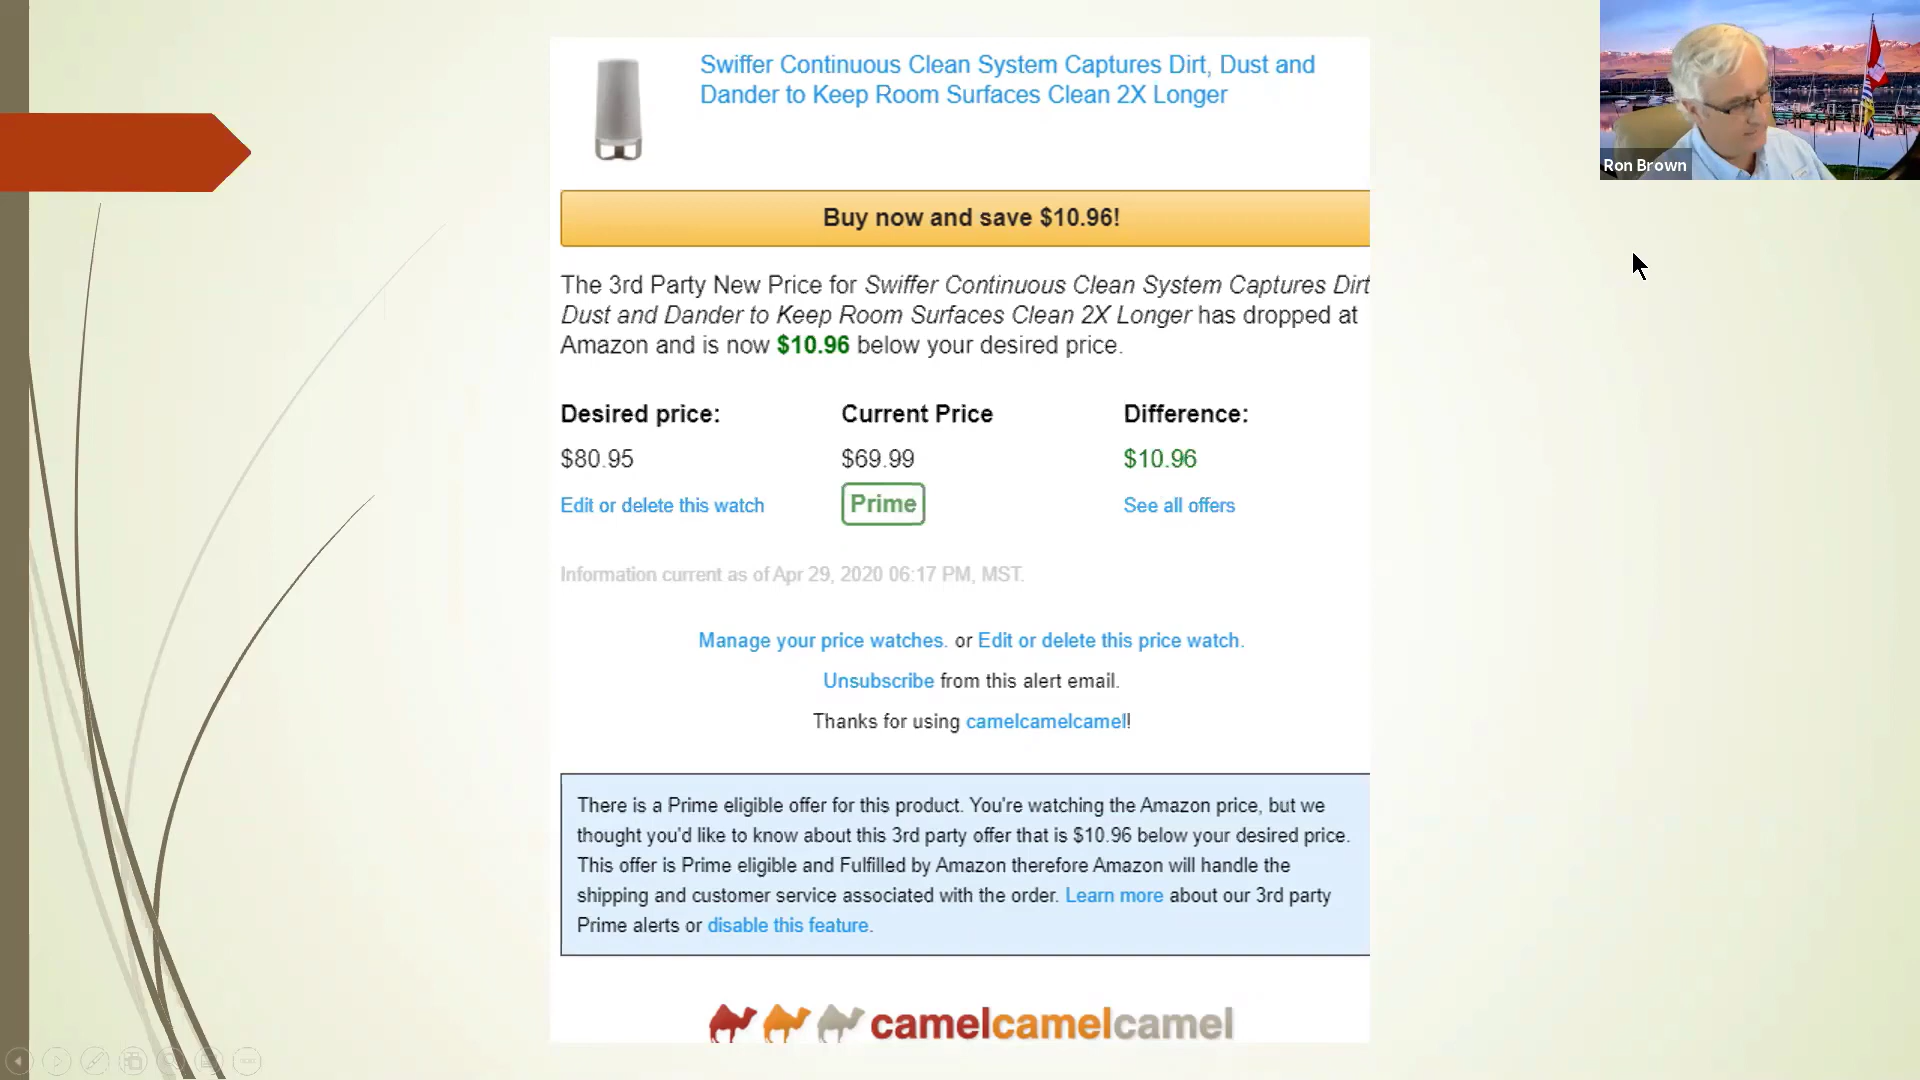 Swiffer Continuous Clean System Captures Dirt, Dust and
Dander to Keep Room Surfaces Clean 2X Longer
Buy now and save $10.96!
The 3rd Party New Price for Swiffer Continuous Clean System Captures Dirt
Dust and Dander to Keep Room Surfaces Clean 2X Longer has dropped at
Amazon and is now $10.96 below your desired price.
Desired price: Current Price Difference:
$80.95 $69.99 $10.96
Edit or delete this watch Prime See all offers
Information current as of Apr 29, 2020 06:17 PM, MST.
Manage your price watches. or Edit or delete this price watch.
Unsubscribe from this alert email.
Thanks for using camelcamelcamel!
There is a Prime eligible offer for this product. You're watching the Amazon price, but we
thought you'd like to know about this 3rd party offer that is $10.96 below your desired price.
This offer is Prime eligible and Fulfilled by Amazon therefore Amazon will handle the
shipping and customer service associated with the order. Learn more about our 3rd party
Prime alerts or disable this feature.
camelcamelcamel
Ron Brown